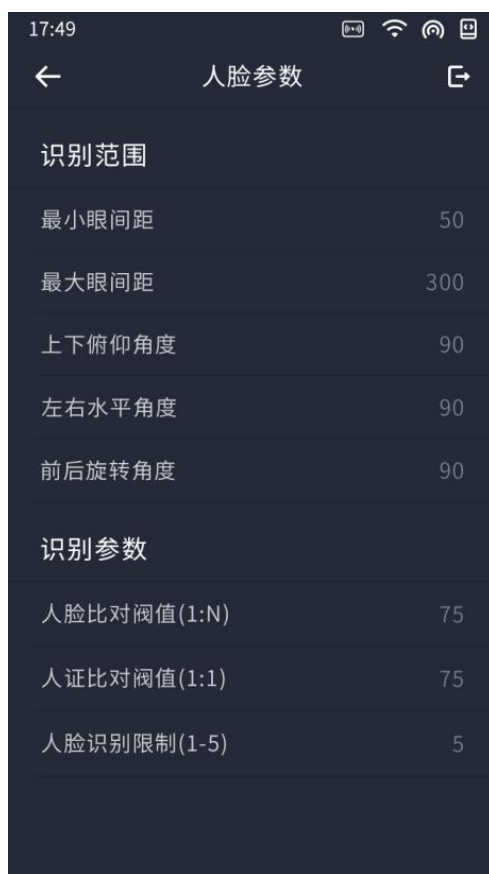 17:49
人脸参数
识别范围
最小眼间距 50
最大眼间距 300
上下俯仰角度 90
左右水平角度 90
前后旋转角度 90
识别参数
人脸比对阀值(1:N) 75
人证比对阀值(1:1) 75
人脸识别限制(1-5) 5